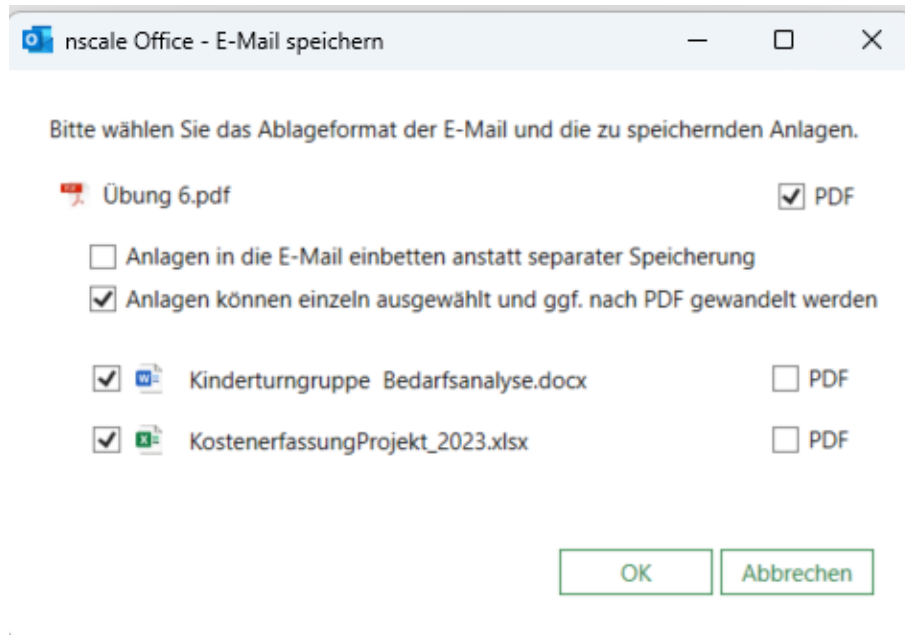 nscale Office - E-Mail speichern
Bitte wählen Sie das Ablageformat der E-Mail und die zu speichernden Anlagen.
Übung 6.pdf PDF
Anlagen in die E-Mail einbetten anstatt separater Speicherung
Anlagen können einzeln ausgewählt und ggf. nach PDF gewandelt werden
Kinderturngruppe Bedarfsanalyse.docx PDF
KostenerfassungProjekt_2023.xlsx PDF
OK Abbrechen